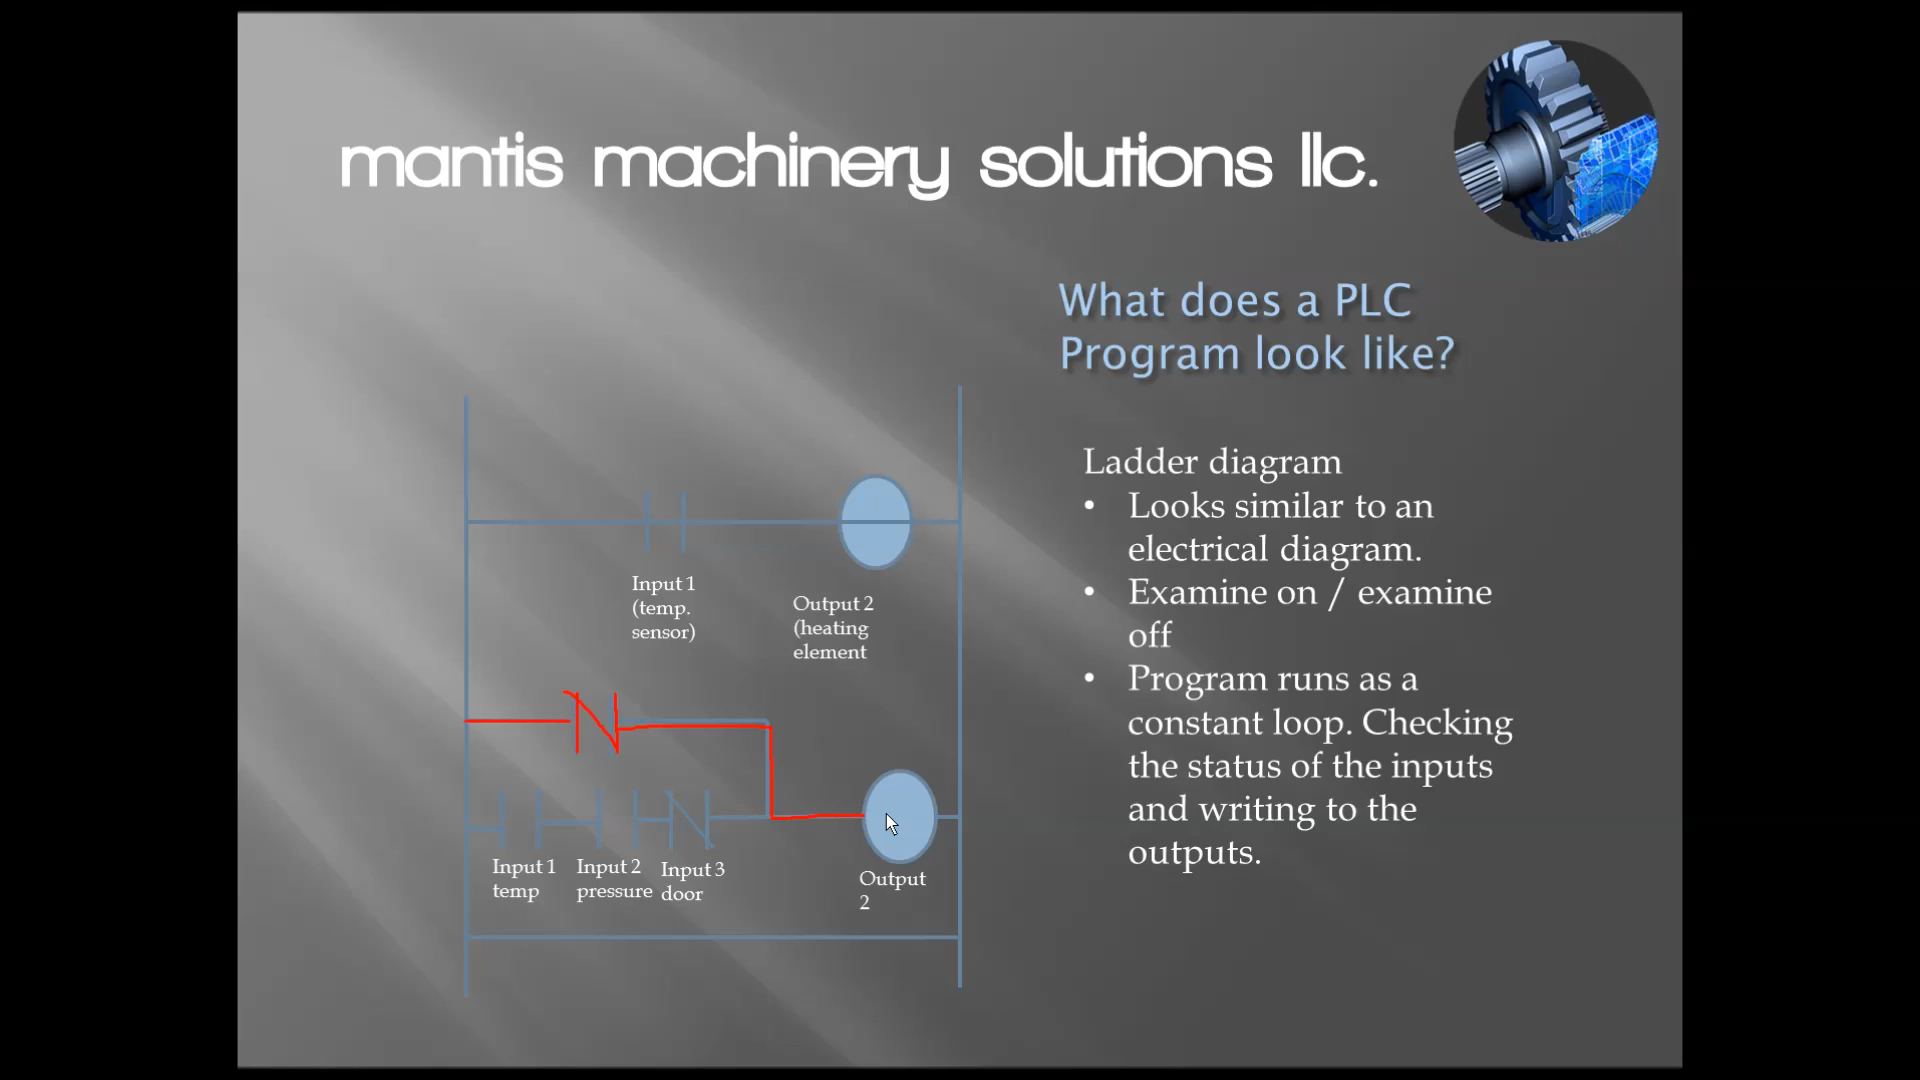 mantis machinery solutions llc.
What does a PLC
Program look like?
Ladder diagram
• Looks similar to an
electrical diagram.
• Examine on / examine
off
• Program runs as a
constant loop. Checking
the status of the inputs
and writing to the
outputs.
Input 1
(temp.
sensor)
Output 2
(heating
element
Input 1
temp
Input 2
pressure
Input 3
door
Output
2